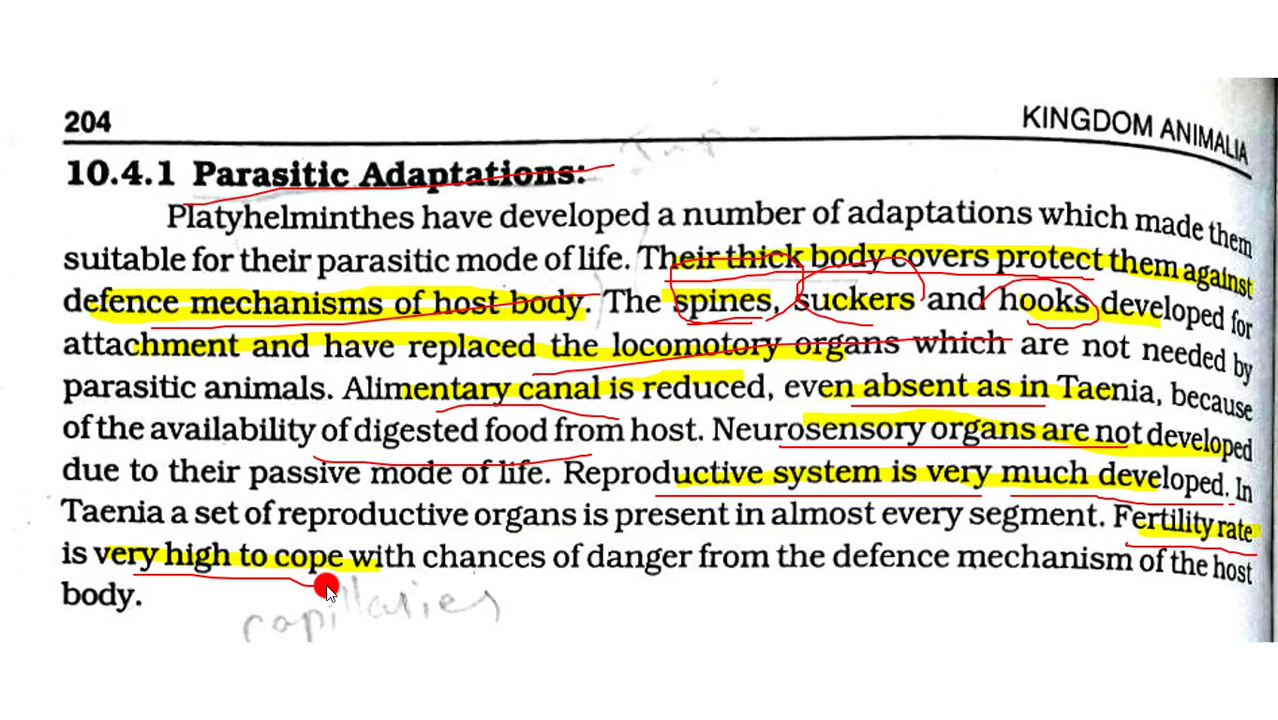 204
KINGDOM ANIMALIA
Imp.
10.4.1 Parasitic Adaptations:
Platyhelminthes have developed a number of adaptations which made them
suitable for their parasitic mode of life. Their thick body covers protect them against
defence mechanisms of host body. The spines, suckers and hooks developed for
attachment and have replaced the locomotory organs which are not needed by
parasitic animals. Alimentary canal is reduced, even absent as in Taenia, because
of the availability of digested food from host. Neurosensory organs are not developed
due to their passive mode of life. Reproductive system is very much developed. In
Taenia a set of reproductive organs is present in almost every segment. Fertility rate
is very high to cope with chances of danger from the defence mechanism of the host
body.
capillaries